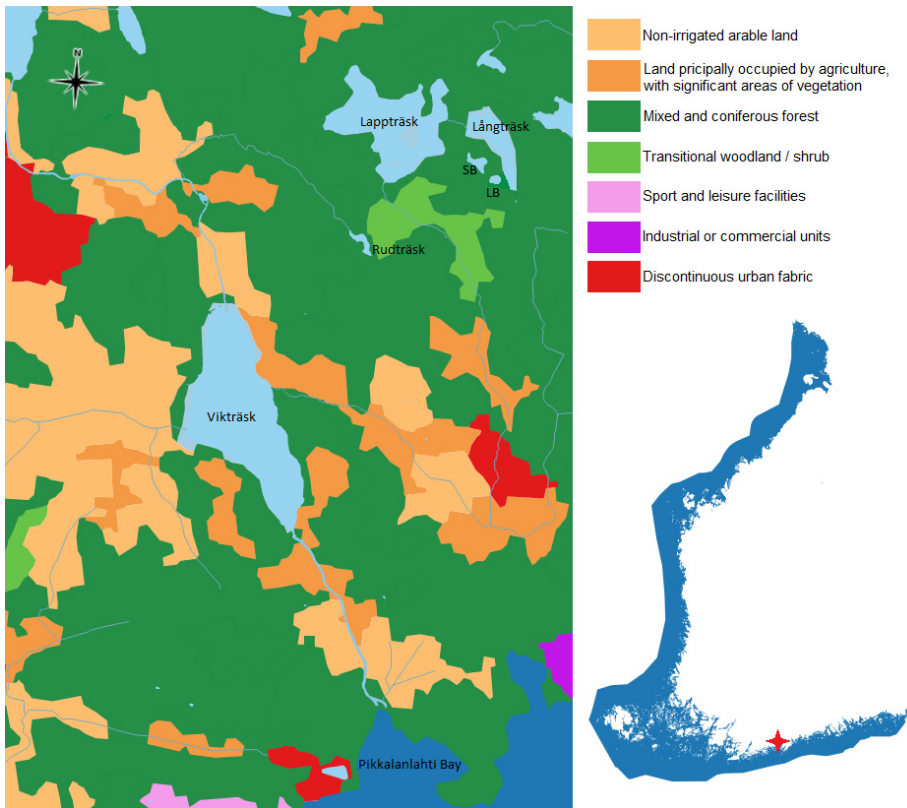 N
Lappträsk
Långträsk
SB
LB
Rudträsk
Vikträsk
Pikkalanlahti Bay
Non-irrigated arable land
Land pricipally occupied by agriculture,
with significant areas of vegetation
Mixed and coniferous forest
Transitional woodland / shrub
Sport and leisure facilities
Industrial or commercial units
Discontinuous urban fabric